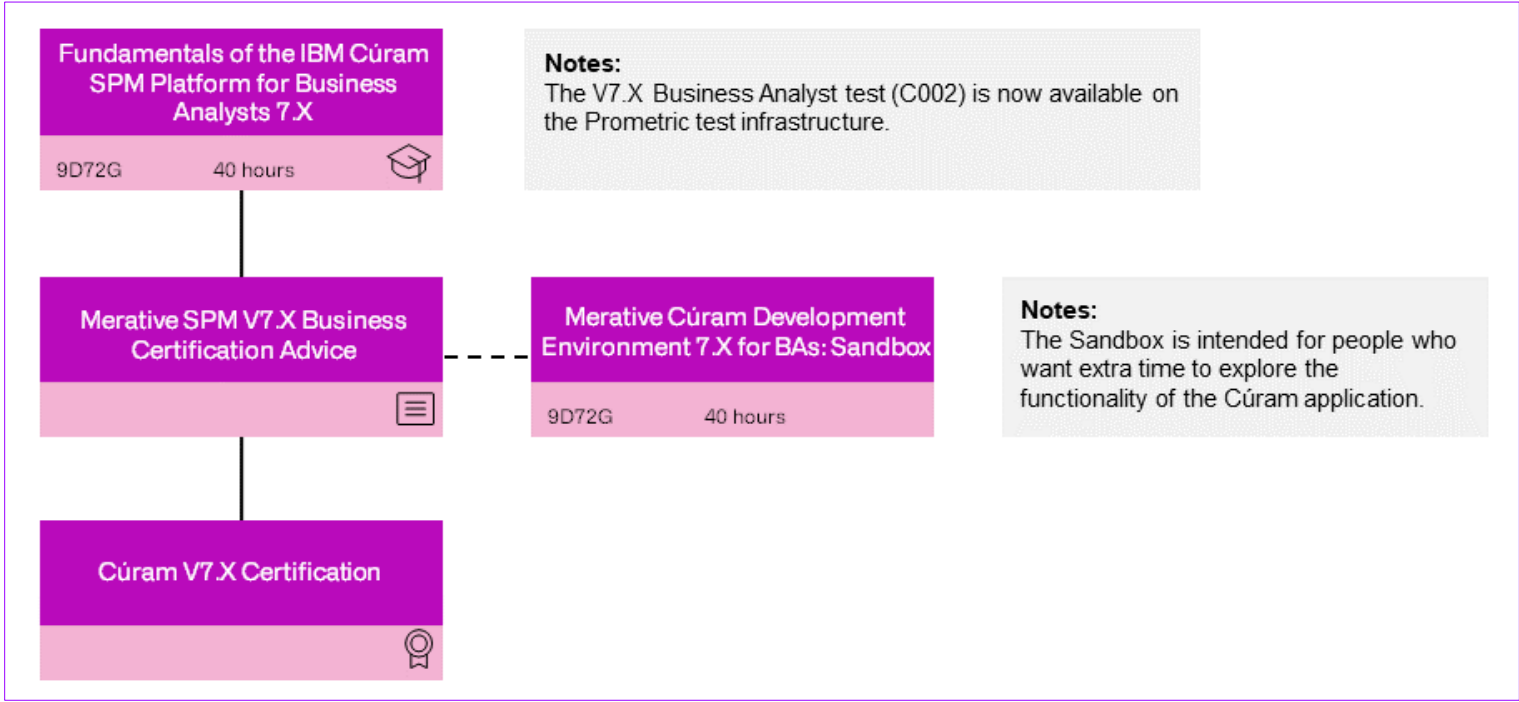 Fundamentals of the IBM Cúram
SPM Platform for Business
Analysts 7.X
9D72G 40 hours
Notes:
The V7.X Business Analyst test (C002) is now available on
the Prometric test infrastructure.
Merative SPM V7.X Business
Certification Advice
Merative Cúram Development
Environment 7.X for BAs: Sandbox
9D72G 40 hours
Notes:
The Sandbox is intended for people who
want extra time to explore the
functionality of the Cúram application.
Cúram V7.X Certification